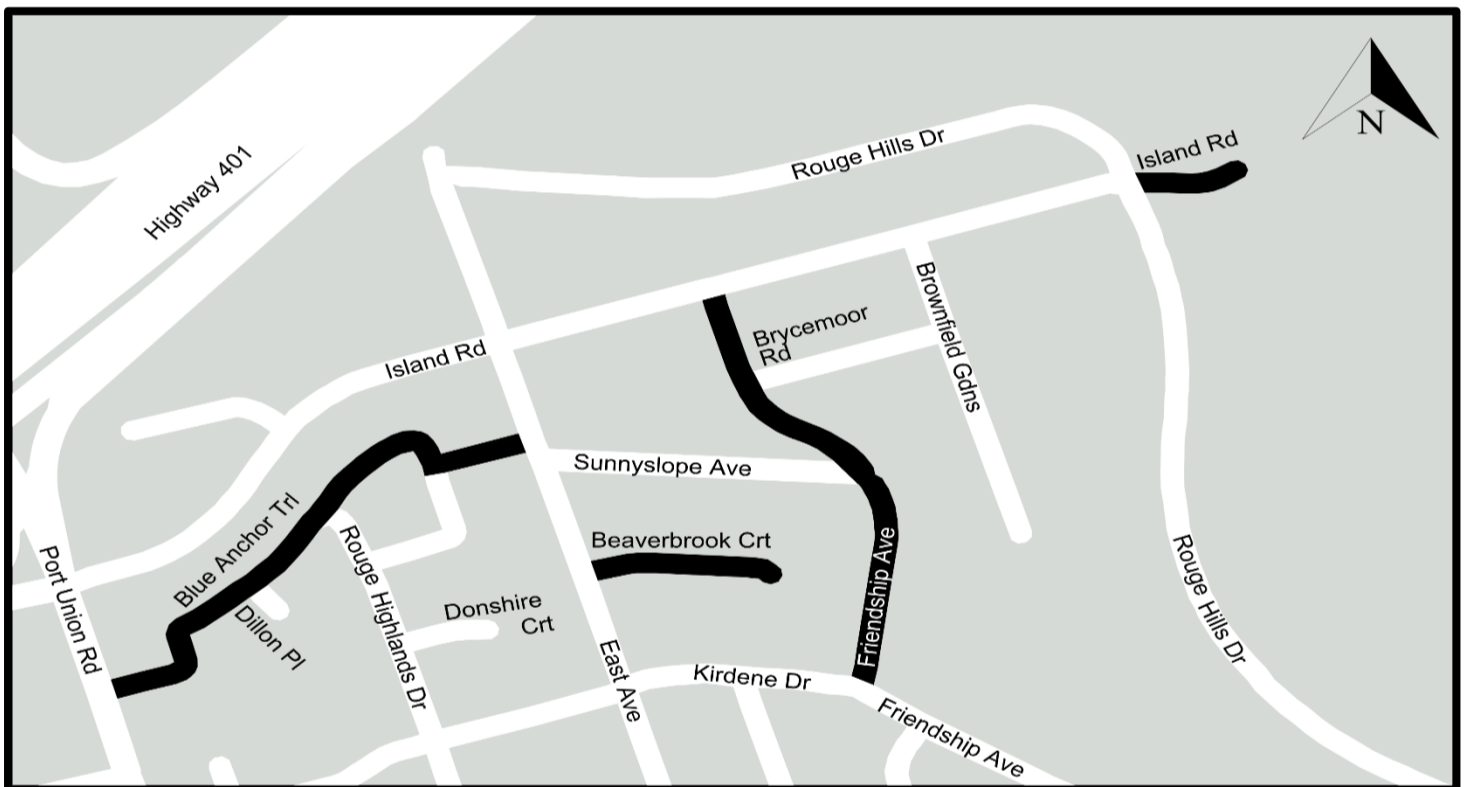 Highway 401
Rouge Hills Dr
Island Rd
N
Brycemoor
Rd
Brownfield Gdns
Island Rd
Sunnyslope Ave
Beaverbrook Crt
Blue Anchor Trl
Port Union Rd
Dillon Pl
Rouge Highlands Dr
Donshire
Crt
East Ave
Kirdene Dr
Friendship Ave
Friendship Ave
Rouge Hills Dr